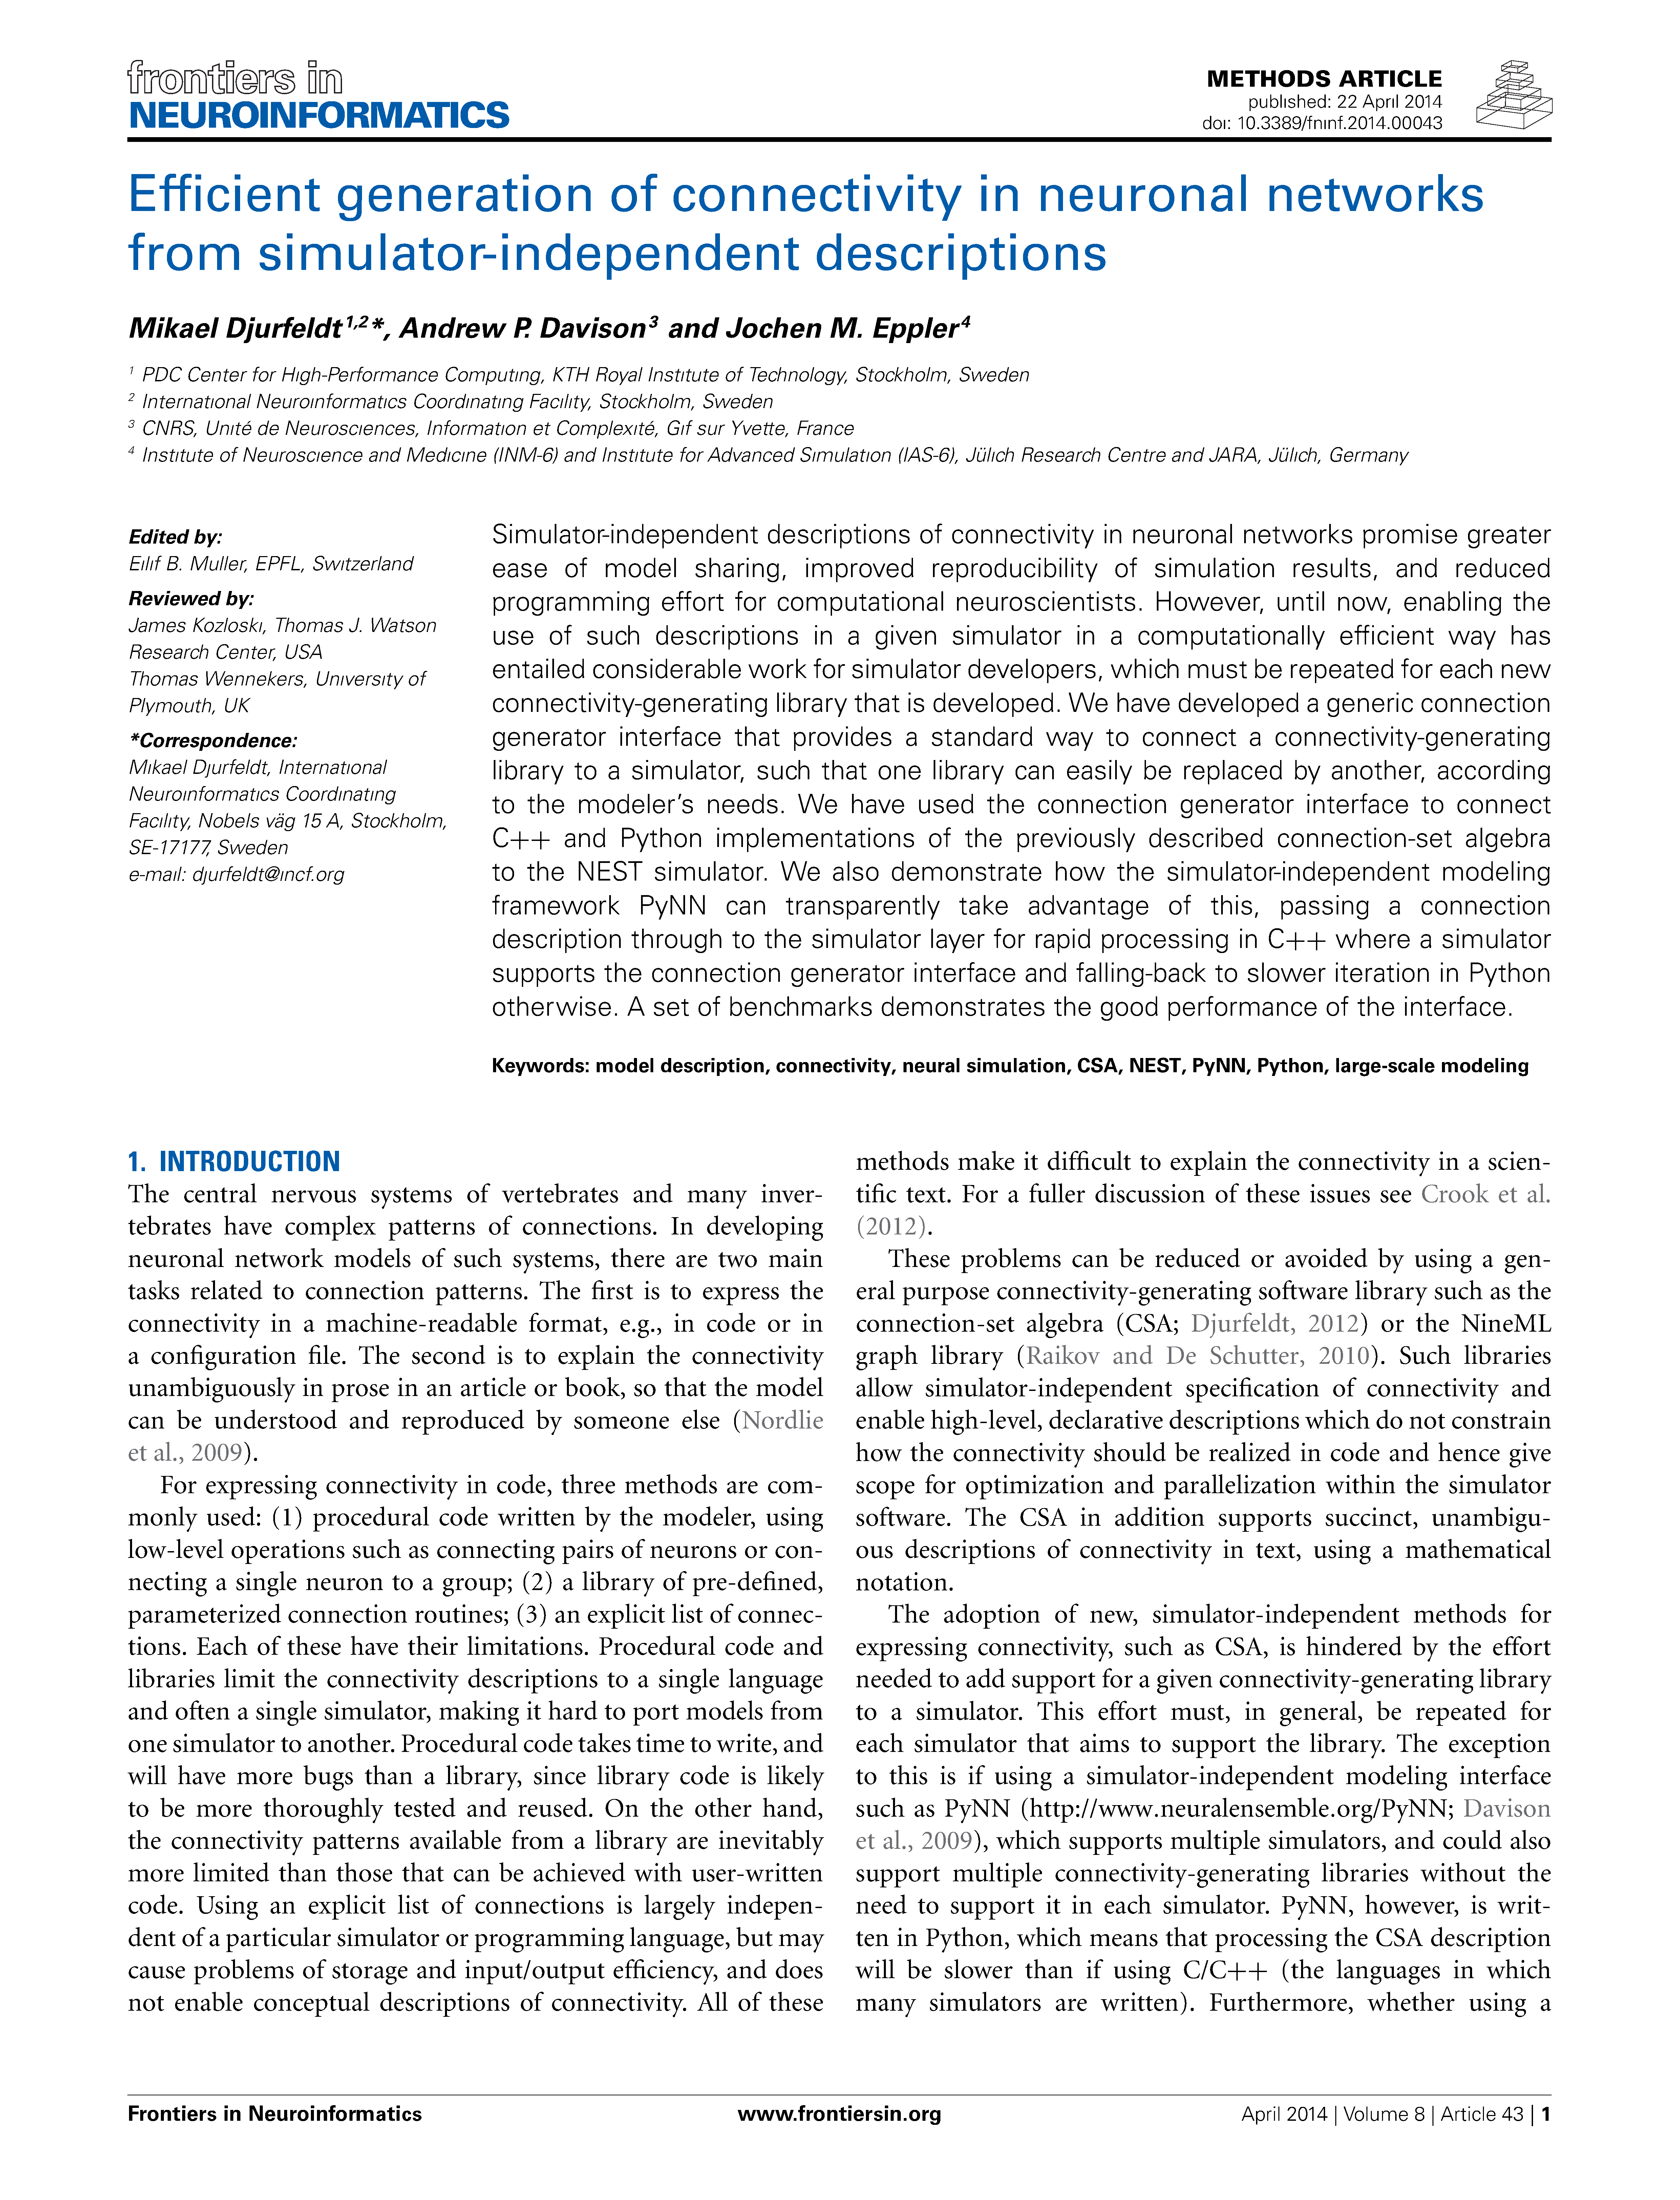 frontiers in
NEUROINFORMATICS
METHODS ARTICLE
published: 22 April 2014
doi: 10.3389/fninf.2014.00043
Efficient generation of connectivity in neuronal networks
from simulator-independent descriptions
Mikael Djurfeldt1,2*, Andrew P. Davison3 and Jochen M. Eppler4
1 PDC Center for High-Performance Computing, KTH Royal Institute of Technology, Stockholm, Sweden
2 International Neuroinformatics Coordinating Facility, Stockholm, Sweden
3 CNRS, Unité de Neurosciences, Information et Complexité, Gif sur Yvette, France
4 Institute of Neuroscience and Medicine (INM-6) and Institute for Advanced Simulation (IAS-6), Jülich Research Centre and JARA, Jülich, Germany
Edited by:
Eilif B. Muller, EPFL, Switzerland
Reviewed by:
James Kozloski, Thomas J. Watson
Research Center, USA
Thomas Wennekers, University of
Plymouth, UK
*Correspondence:
Mikael Djurfeldt, International
Neuroinformatics Coordinating
Facility, Nobels väg 15 A, Stockholm,
SE-17177, Sweden
e-mail: djurfeldt@incf.org
Simulator-independent descriptions of connectivity in neuronal networks promise greater
ease of model sharing, improved reproducibility of simulation results, and reduced
programming effort for computational neuroscientists. However, until now, enabling the
use of such descriptions in a given simulator in a computationally efficient way has
entailed considerable work for simulator developers, which must be repeated for each new
connectivity-generating library that is developed. We have developed a generic connection
generator interface that provides a standard way to connect a connectivity-generating
library to a simulator, such that one library can easily be replaced by another, according
to the modeler's needs. We have used the connection generator interface to connect
C++ and Python implementations of the previously described connection-set algebra
to the NEST simulator. We also demonstrate how the simulator-independent modeling
framework PyNN can transparently take advantage of this, passing a connection
description through to the simulator layer for rapid processing in C++ where a simulator
supports the connection generator interface and falling-back to slower iteration in Python
otherwise. A set of benchmarks demonstrates the good performance of the interface.
Keywords: model description, connectivity, neural simulation, CSA, NEST, PyNN, Python, large-scale modeling
1. INTRODUCTION
The central nervous systems of vertebrates and many inver-
tebrates have complex patterns of connections. In developing
neuronal network models of such systems, there are two main
tasks related to connection patterns. The first is to express the
connectivity in a machine-readable format, e.g., in code or in
a configuration file. The second is to explain the connectivity
unambiguously in prose in an article or book, so that the model
can be understood and reproduced by someone else (Nordlie
et al., 2009).
For expressing connectivity in code, three methods are com-
monly used: (1) procedural code written by the modeler, using
low-level operations such as connecting pairs of neurons or con-
necting a single neuron to a group; (2) a library of pre-defined,
parameterized connection routines; (3) an explicit list of connec-
tions. Each of these have their limitations. Procedural code and
libraries limit the connectivity descriptions to a single language
and often a single simulator, making it hard to port models from
one simulator to another. Procedural code takes time to write, and
will have more bugs than a library, since library code is likely
to be more thoroughly tested and reused. On the other hand,
the connectivity patterns available from a library are inevitably
more limited than those that can be achieved with user-written
code. Using an explicit list of connections is largely indepen-
dent of a particular simulator or programming language, but may
cause problems of storage and input/output efficiency, and does
not enable conceptual descriptions of connectivity. All of these
methods make it difficult to explain the connectivity in a scien-
tific text. For a fuller discussion of these issues see Crook et al.
(2012).
These problems can be reduced or avoided by using a gen-
eral purpose connectivity-generating software library such as the
connection-set algebra (CSA; Djurfeldt, 2012) or the NineML
graph library (Raikov and De Schutter, 2010). Such libraries
allow simulator-independent specification of connectivity and
enable high-level, declarative descriptions which do not constrain
how the connectivity should be realized in code and hence give
scope for optimization and parallelization within the simulator
software. The CSA in addition supports succinct, unambigu-
ous descriptions of connectivity in text, using a mathematical
notation.
The adoption of new, simulator-independent methods for
expressing connectivity, such as CSA, is hindered by the effort
needed to add support for a given connectivity-generating library
to a simulator. This effort must, in general, be repeated for
each simulator that aims to support the library. The exception
to this is if using a simulator-independent modeling interface
such as PyNN (http://www.neuralensemble.org/PyNN; Davison
et al., 2009), which supports multiple simulators, and could also
support multiple connectivity-generating libraries without the
need to support it in each simulator. PyNN, however, is writ-
ten in Python, which means that processing the CSA description
will be slower than if using C/C++ (the languages in which
many simulators are written). Furthermore, whether using a
Frontiers in Neuroinformatics
www.frontiersin.org
April 2014 | Volume 8 | Article 43 | 1